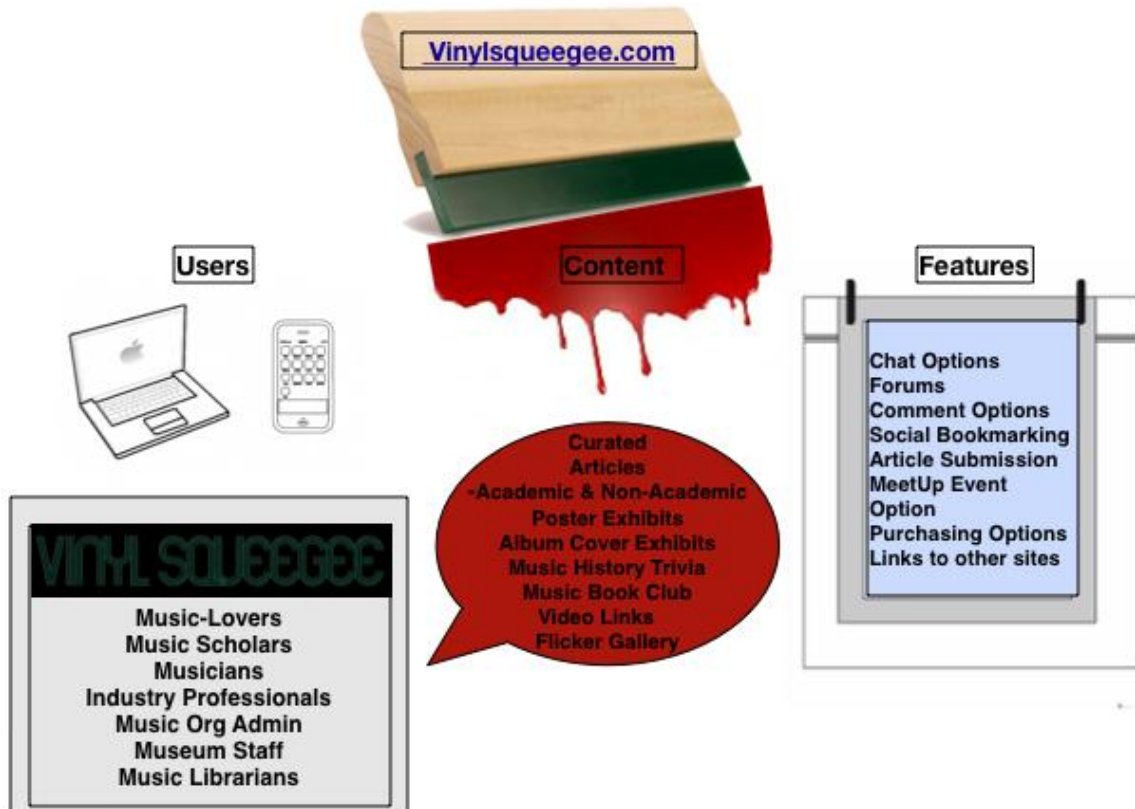 Vinylsqueegee.com
Users
Content
Features
Chat Options
Forums
Comment Options
Social Bookmarking
Article Submission
MeetUp Event
Option
Purchasing Options
Links to other sites
Curated
Articles
-Academic & Non-Academic
Poster Exhibits
Album Cover Exhibits
Music History Trivia
Music Book Club
Video Links
Flicker Gallery
VINYL SQUEEGEE
Music-Lovers
Music Scholars
Musicians
Industry Professionals
Music Org Admin
Museum Staff
Music Librarians